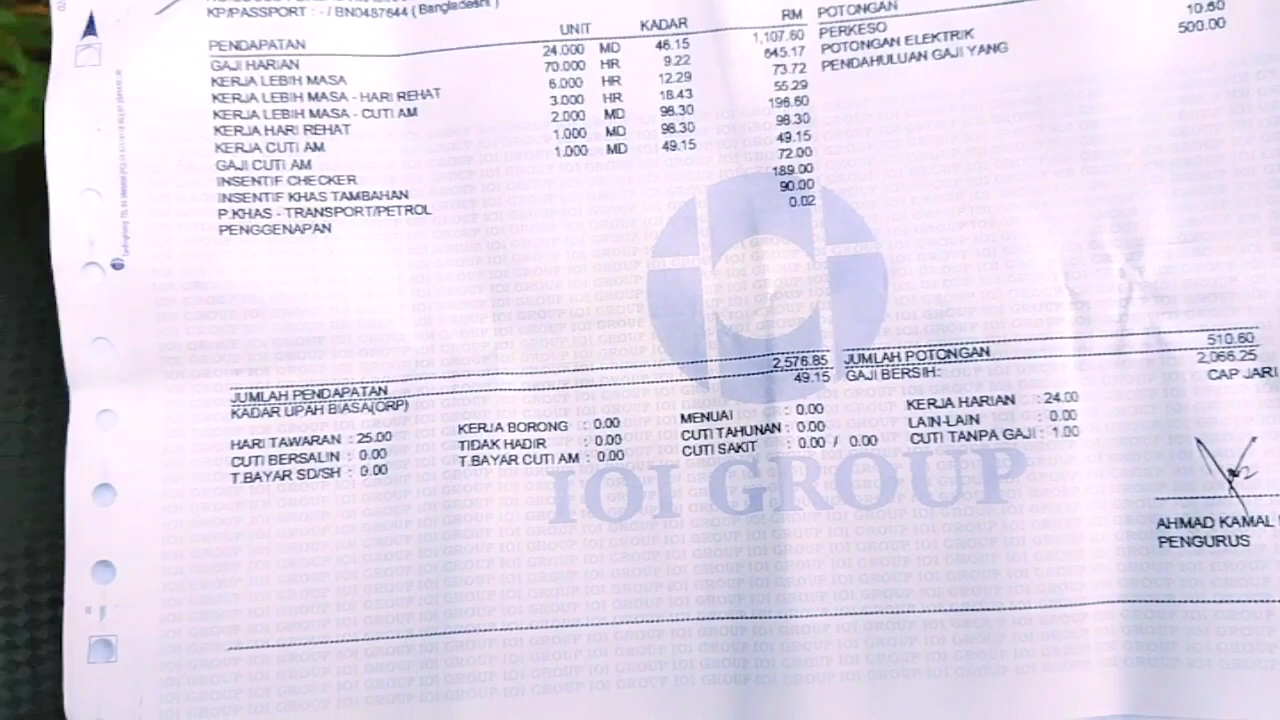 KP/PASSPORT : - / BN0487644 ( Bangladeshi )
PENDAPATAN UNIT KADAR RM POTONGAN
GAJI HARIAN 24.000 MD 46.15 1,107.60 PERKESO 10.60
KERJA LEBIH MASA 70.000 HR 9.22 645.17 POTONGAN ELEKTRIK 500.00
KERJA LEBIH MASA - HARI REHAT 6.000 HR 12.29 73.72 PENDAHULUAN GAJI YANG
KERJA LEBIH MASA - CUTI AM 3.000 HR 18.43 55.29
KERJA HARI REHAT 2.000 MD 98.30 196.60
KERJA CUTI AM 1.000 MD 98.30 98.30
GAJI CUTI AM 1.000 MD 49.15 49.15
INSENTIF CHECKER 72.00
INSENTIF KHAS TAMBAHAN 189.00
P.KHAS - TRANSPORT/PETROL 90.00
PENGGENAPAN 0.02
JUMLAH PENDAPATAN 2,576.85 JUMLAH POTONGAN 510.60
KADAR UPAH BIASA(ORP) 49.15 GAJI BERSIH: 2,066.25
CAP JARI
HARI TAWARAN : 25.00 KERJA BORONG : 0.00 MENUAI : 0.00 KERJA HARIAN : 24.00
CUTI BERSALIN : 0.00 TIDAK HADIR : 0.00 CUTI TAHUNAN : 0.00 LAIN-LAIN : 0.00
T.BAYAR SD/SH : 0.00 T.BAYAR CUTI AM : 0.00 CUTI SAKIT : 0.00 / 0.00 CUTI TANPA GAJI : 1.00
IOI GROUP
AHMAD KAMAL
PENGURUS